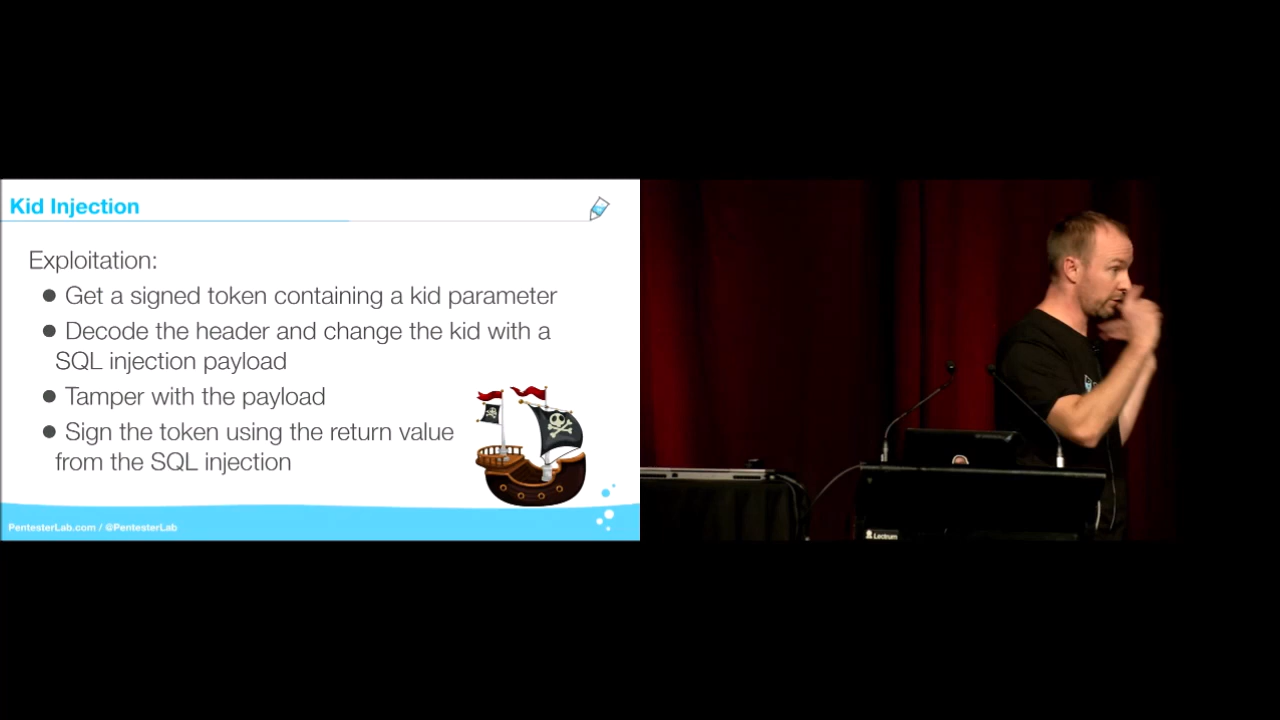 Kid Injection
Exploitation:
● Get a signed token containing a kid parameter
● Decode the header and change the kid with a
SQL injection payload
● Tamper with the payload
● Sign the token using the return value
from the SQL injection
PentesterLab.com / @PentesterLab
Lectrum